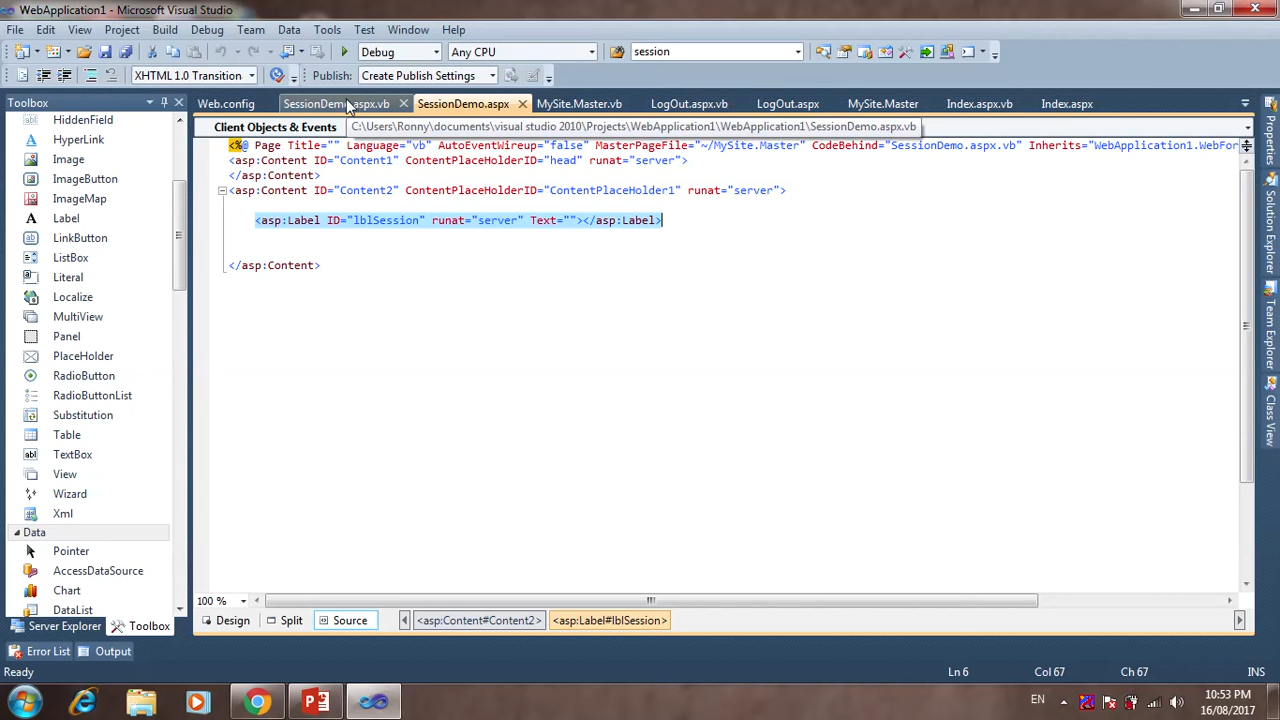 WebApplication1 - Microsoft Visual Studio
File Edit View Project Build Debug Team Data Tools Test Window Help
Debug Any CPU session
XHTML 1.0 Transition Publish: Create Publish Settings
Toolbox Web.config SessionDemo.aspx.vb SessionDemo.aspx MySite.Master.vb LogOut.aspx.vb LogOut.aspx MySite.Master Index.aspx.vb Index.aspx
Client Objects & Events C:\Users\Ronny\documents\visual studio 2010\Projects\WebApplication1\WebApplication1\SessionDemo.aspx.vb
<%@ Page Title="" Language="vb" AutoEventWireup="false" MasterPageFile="~/MySite.Master" CodeBehind="SessionDemo.aspx.vb" Inherits="WebApplication1.WebFor
<asp:Content ID="Content1" ContentPlaceHolderID="head" runat="server">
</asp:Content>
<asp:Content ID="Content2" ContentPlaceHolderID="ContentPlaceHolder1" runat="server">
<asp:Label ID="lblSession" runat="server" Text=""></asp:Label>
</asp:Content>
HiddenField
HyperLink
Image
ImageButton
ImageMap
Label
LinkButton
ListBox
Literal
Localize
MultiView
Panel
PlaceHolder
RadioButton
RadioButtonList
Substitution
Table
TextBox
View
Wizard
Xml
Data
Pointer
AccessDataSource
Chart
DataList
Properties
Solution Explorer
Team Explorer
Class View
100 %
Server Explorer Toolbox Design Split Source <asp:Content#Content2> <asp:Label#lblSession>
Error List Output
Ready Ln 6 Col 67 Ch 67 INS
EN 10:53 PM
16/08/2017